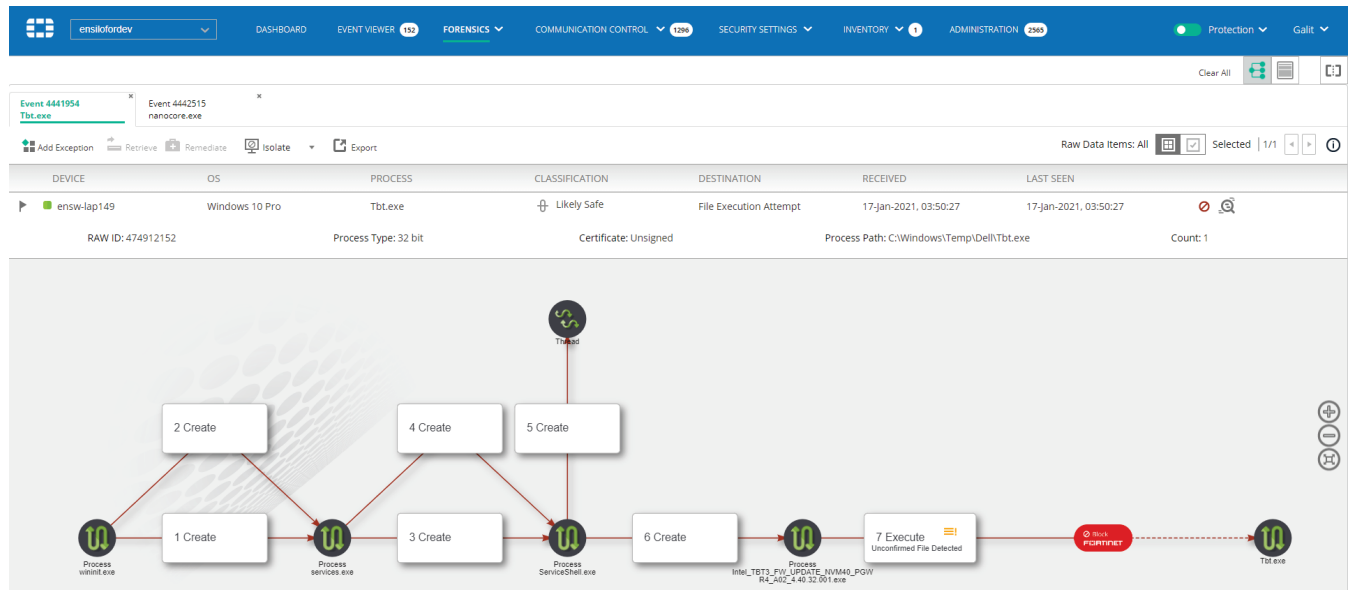 ensilofordev DASHBOARD EVENT VIEWER 152 FORENSICS COMMUNICATION CONTROL 1296 SECURITY SETTINGS INVENTORY 1 ADMINISTRATION 2565 Protection Galit
Clear All
Event 4441954 Event 4442515
Tbt.exe nanocore.exe
Add Exception Retrieve Remediate Isolate Export Raw Data Items: All Selected 1/1
DEVICE OS PROCESS CLASSIFICATION DESTINATION RECEIVED LAST SEEN
ensw-lap149 Windows 10 Pro Tbt.exe Likely Safe File Execution Attempt 17-Jan-2021, 03:50:27 17-Jan-2021, 03:50:27
RAW ID: 474912152 Process Type: 32 bit Certificate: Unsigned Process Path: C:\Windows\Temp\Dell\Tbt.exe Count: 1
Thread
2 Create 4 Create 5 Create
1 Create 3 Create 6 Create 7 Execute
Unconfirmed File Detected
Block
FORTINET
Process Process Process Process Tbt.exe
wininit.exe services.exe ServiceShell.exe Intel_TBT3_FW_UPDATE_NVM40_PGW
R4_A02_4.40.32.001.exe